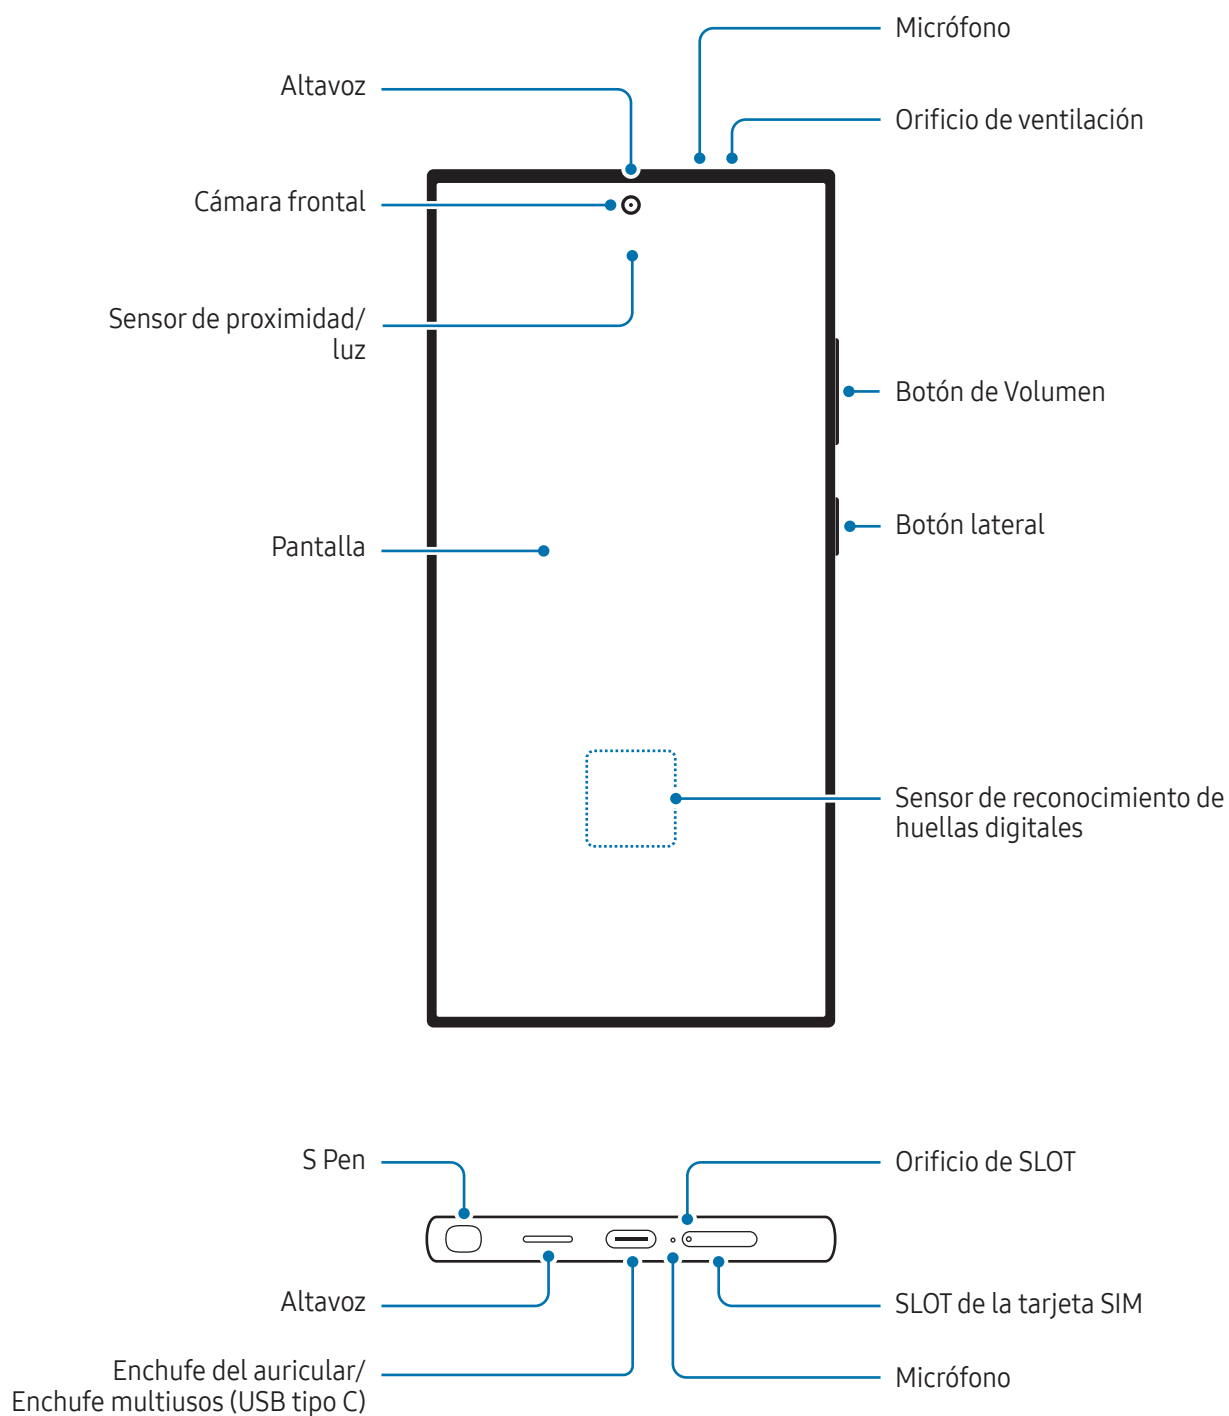 Micrófono
Altavoz
Orificio de ventilación
Cámara frontal
Sensor de proximidad/
luz
Botón de Volumen
Botón lateral
Pantalla
Sensor de reconocimiento de
huellas digitales
S Pen
Orificio de SLOT
Altavoz
SLOT de la tarjeta SIM
Enchufe del auricular/
Enchufe multiusos (USB tipo C)
Micrófono